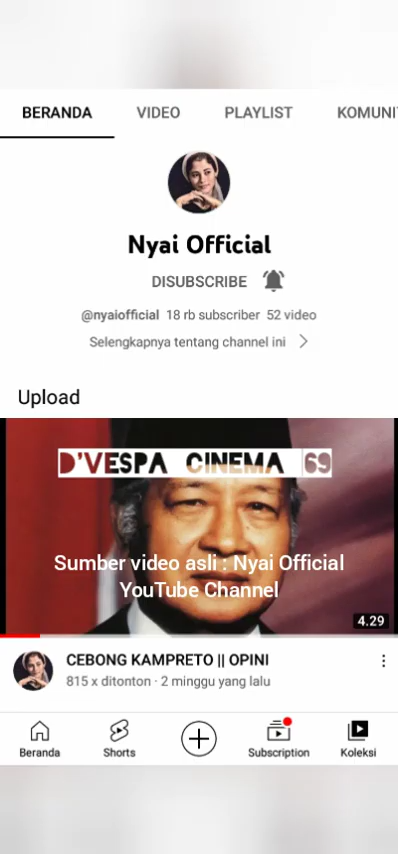 BERANDA VIDEO PLAYLIST KOMUNI
Nyai Official
DISUBSCRIBE
@nyaiofficial 18 rb subscriber 52 video
Selengkapnya tentang channel ini
Upload
D'VESPA CINEMA 69
Sumber video asli : Nyai Official
YouTube Channel
4.29
CEBONG KAMPRETO || OPINI
815 x ditonton · 2 minggu yang lalu
Beranda Shorts Subscription Koleksi